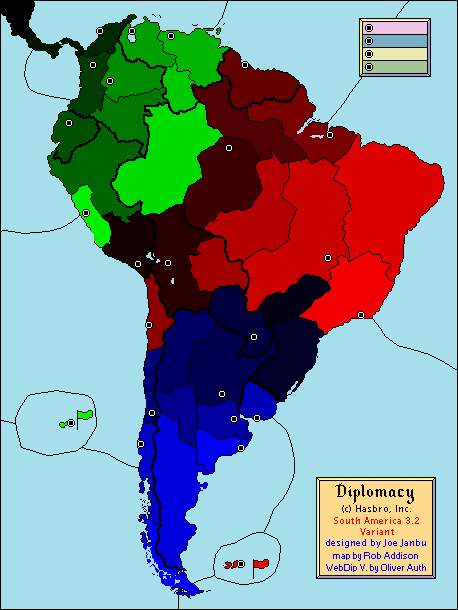 Diplomacy
(c) Hasbro, Inc.
South America 3.2
Variant
designed by Joe Janbu
map by Rob Addison
WebDip V. by Oliver Auth